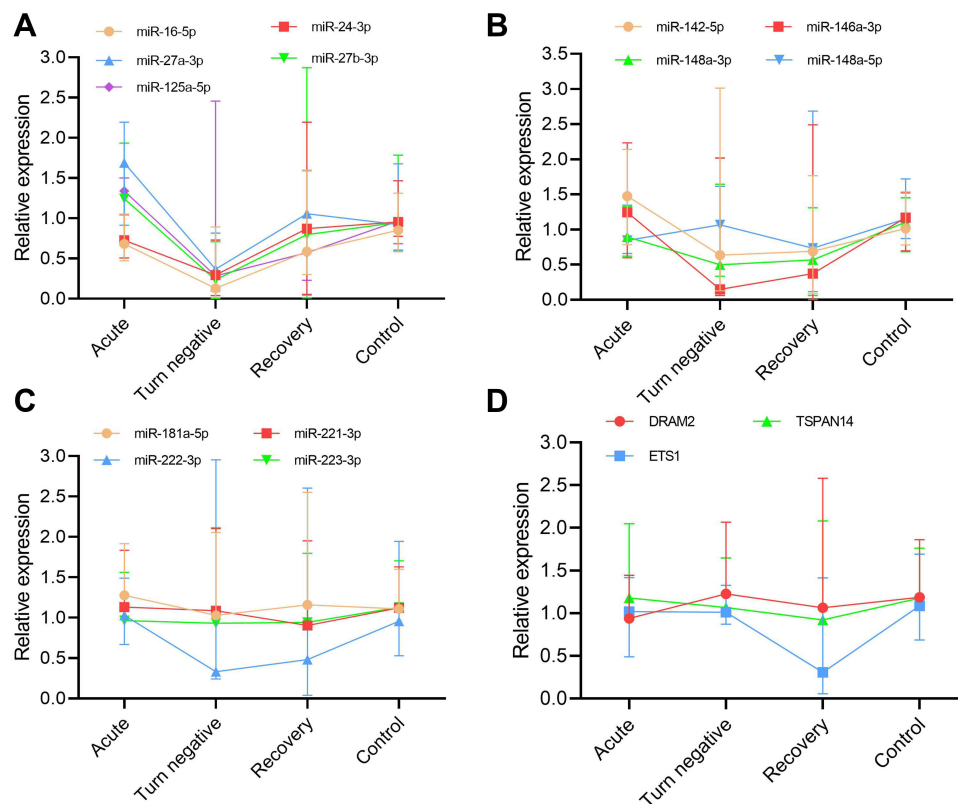 A
miR-16-5p
miR-24-3p
miR-27a-3p
miR-27b-3p
miR-125a-5p
Relative expression
3.0
2.5
2.0
1.5
1.0
0.5
0.0
Acute
Turn negative
Recovery
Control
B
miR-142-5p
miR-146a-3p
miR-148a-3p
miR-148a-5p
Relative expression
3.5
3.0
2.5
2.0
1.5
1.0
0.5
0.0
Acute
Turn negative
Recovery
Control
C
miR-181a-5p
miR-221-3p
miR-222-3p
miR-223-3p
Relative expression
3.0
2.5
2.0
1.5
1.0
0.5
0.0
Acute
Turn negative
Recovery
Control
D
DRAM2
TSPAN14
ETS1
Relative expression
3.0
2.5
2.0
1.5
1.0
0.5
0.0
Acute
Turn negative
Recovery
Control